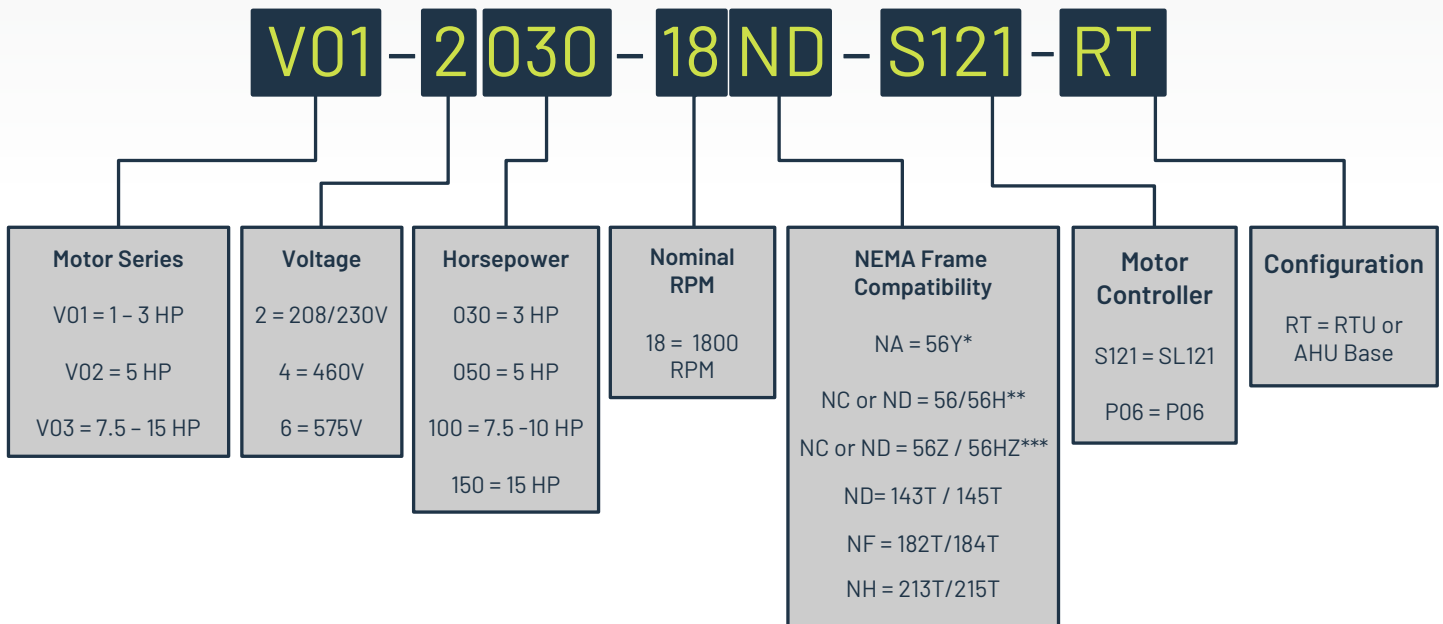 V01 - 2 030 - 18 ND - S121 - RT
Motor Series
V01 = 1 – 3 HP
V02 = 5 HP
V03 = 7.5 – 15 HP
Voltage
2 = 208/230V
4 = 460V
6 = 575V
Horsepower
030 = 3 HP
050 = 5 HP
100 = 7.5 -10 HP
150 = 15 HP
Nominal
RPM
18 = 1800
RPM
NEMA Frame
Compatibility
NA = 56Y*
NC or ND = 56/56H**
NC or ND = 56Z / 56HZ***
ND= 143T / 145T
NF = 182T/184T
NH = 213T/215T
Motor
Controller
S121 = SL121
P06 = P06
Configuration
RT = RTU or
AHU Base